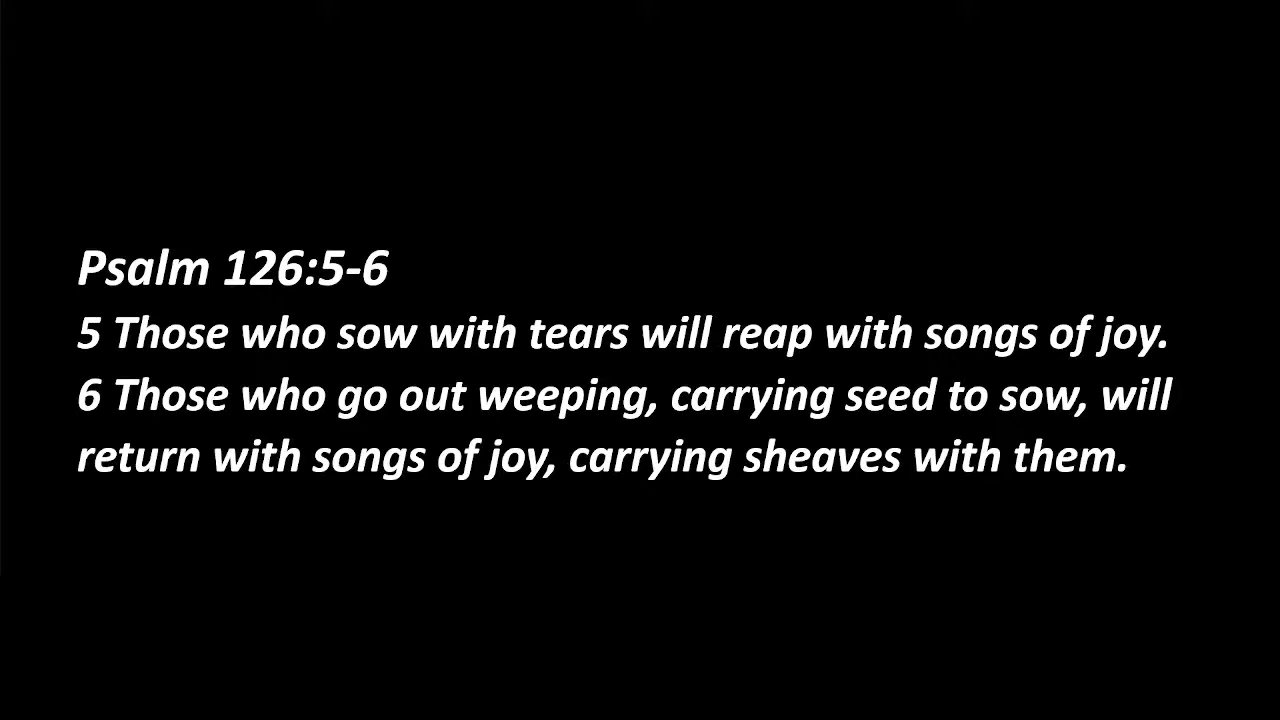 Psalm 126:5-6
5 Those who sow with tears will reap with songs of joy.
6 Those who go out weeping, carrying seed to sow, will
return with songs of joy, carrying sheaves with them.